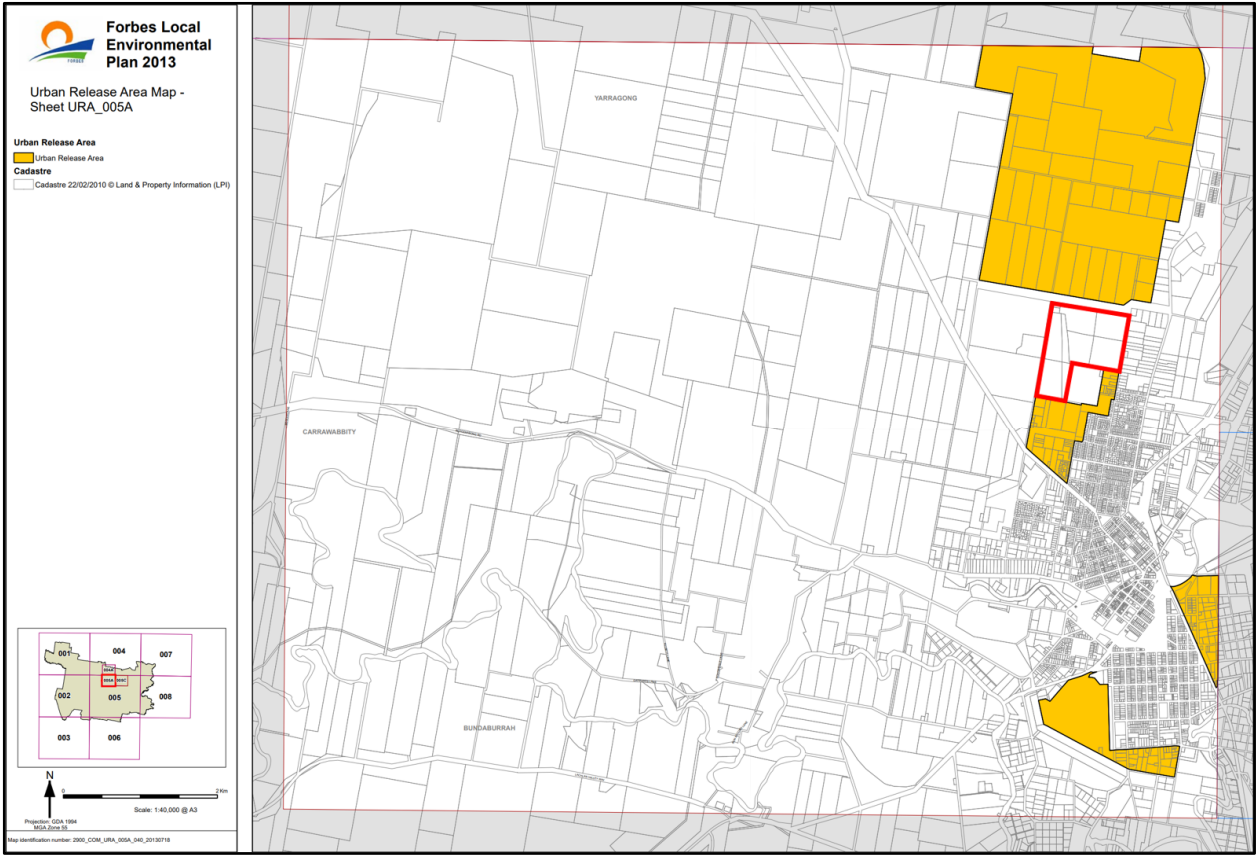 Forbes Local
Environmental
Plan 2013
FORBES
Urban Release Area Map -
Sheet URA_005A
Urban Release Area
Urban Release Area
Cadastre
Cadastre 22/02/2010 © Land & Property Information (LPI)
YARRAGONG
CARRAWABBITY
BUNDABURRAH
001
004
007
002
005
008
003
006
N
0
2 Km
Scale: 1:40,000 @ A3
Projection: GDA 1994
MGA Zone 55
Map identification number: 2900_COM_URA_005A_040_20130718